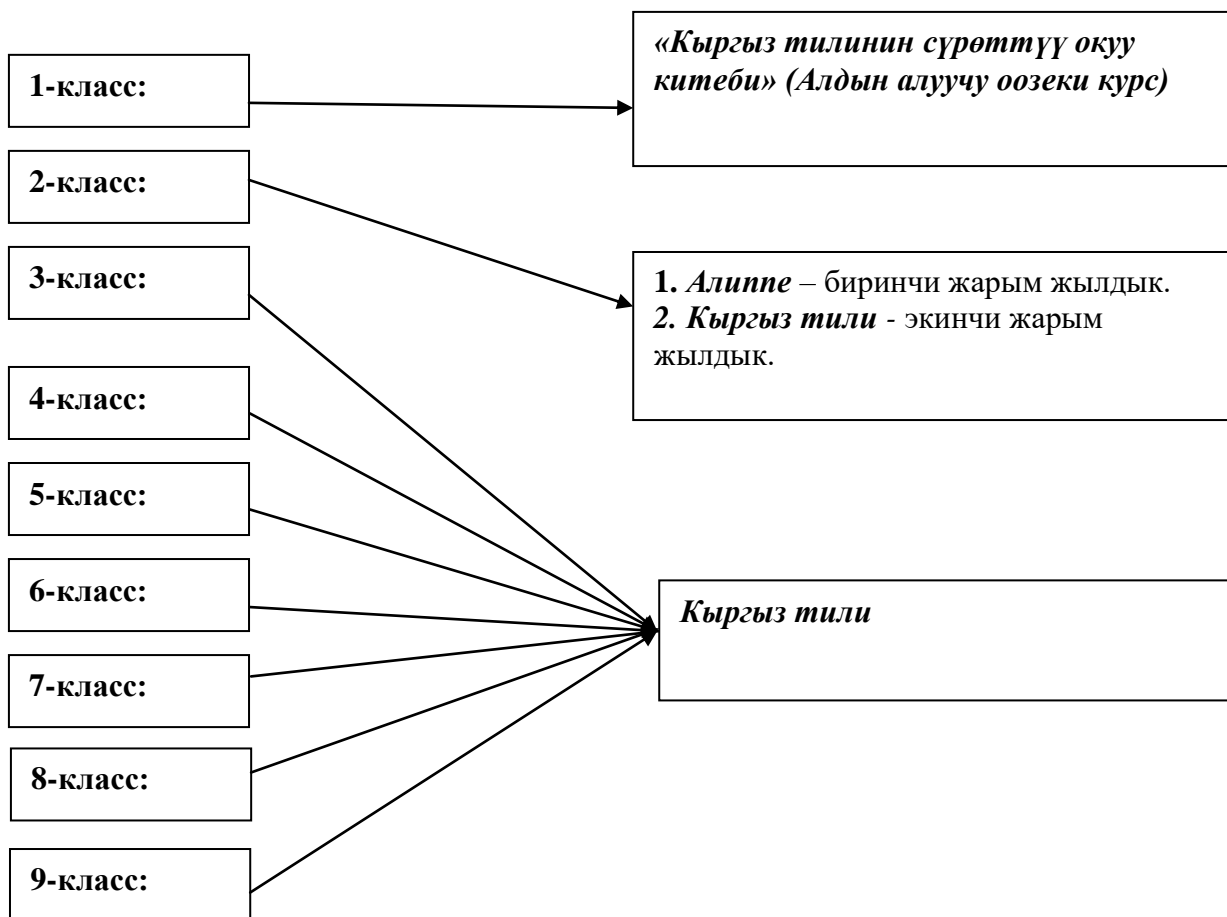 1-класс:
«Кыргыз тилинин сүрөттүү окуу
китеби» (Алдын алуучу оозеки курс)
2-класс:
3-класс:
1. Алиппе – биринчи жарым жылдык.
2. Кыргыз тили - экинчи жарым
жылдык.
4-класс:
5-класс:
6-класс:
Кыргыз тили
7-класс:
8-класс:
9-класс: